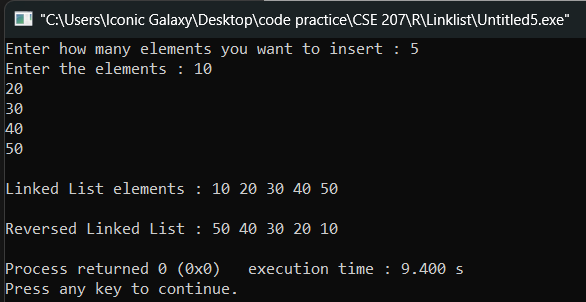 "C:\Users\Iconic Galaxy\Desktop\code practice\CSE 207\R\Linklist\Untitled5.exe"
Enter how many elements you want to insert : 5
Enter the elements : 10
20
30
40
50
Linked List elements : 10 20 30 40 50
Reversed Linked List : 50 40 30 20 10
Process returned 0 (0x0)   execution time : 9.400 s
Press any key to continue.